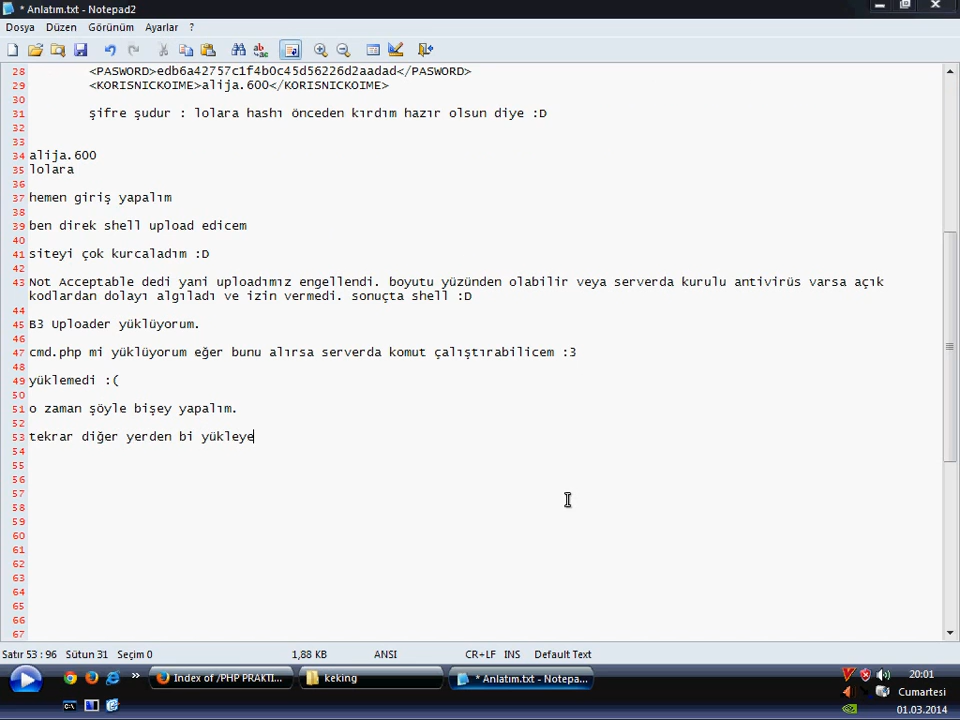 * Anlatım.txt - Notepad2
Dosya Düzen Görünüm Ayarlar ?
28 <PASWORD>edb6a42757c1f4b0c45d56226d2aadad</PASWORD>
29 <KORISNICKOIME>alija.600</KORISNICKOIME>
30
31 şifre şudur : lolara hashı önceden kırdım hazır olsun diye :D
32
33
34 alija.600
35 lolara
36
37 hemen giriş yapalım
38
39 ben direk shell upload edicem
40
41 siteyi çok kurcaladım :D
42
43 Not Acceptable dedi yani uploadımız engellendi. boyutu yüzünden olabilir veya serverda kurulu antivirüs varsa açık
kodlardan dolayı algıladı ve izin vermedi. sonuçta shell :D
44
45 B3 Uploader yüklüyorum.
46
47 cmd.php mi yüklüyorum eğer bunu alırsa serverda komut çalıştırabilicem :3
48
49 yüklemedi :(
50
51 o zaman şöyle bişey yapalım.
52
53 tekrar diğer yerden bi yükleye
54
55
56
57
58
59
60
61
62
63
64
65
66
67
Satır 53 : 96 Sütun 31 Seçim 0 1,88 KB ANSI CR+LF INS Default Text
Index of /PHP PRAKTI... keking * Anlatım.txt - Notepa...
20:01
Cumartesi
01.03.2014